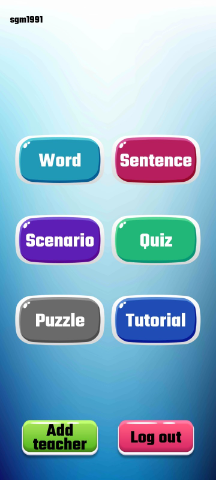 sgm1991
Word
Sentence
Scenario
Quiz
Puzzle
Tutorial
Add
teacher
Log out